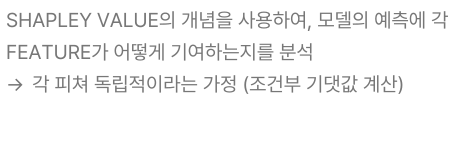 SHAPLEY VALUE의 개념을 사용하여, 모델의 예측에 각
FEATURE가 어떻게 기여하는지를 분석
→ 각 피쳐 독립적이라는 가정 (조건부 기댓값 계산)